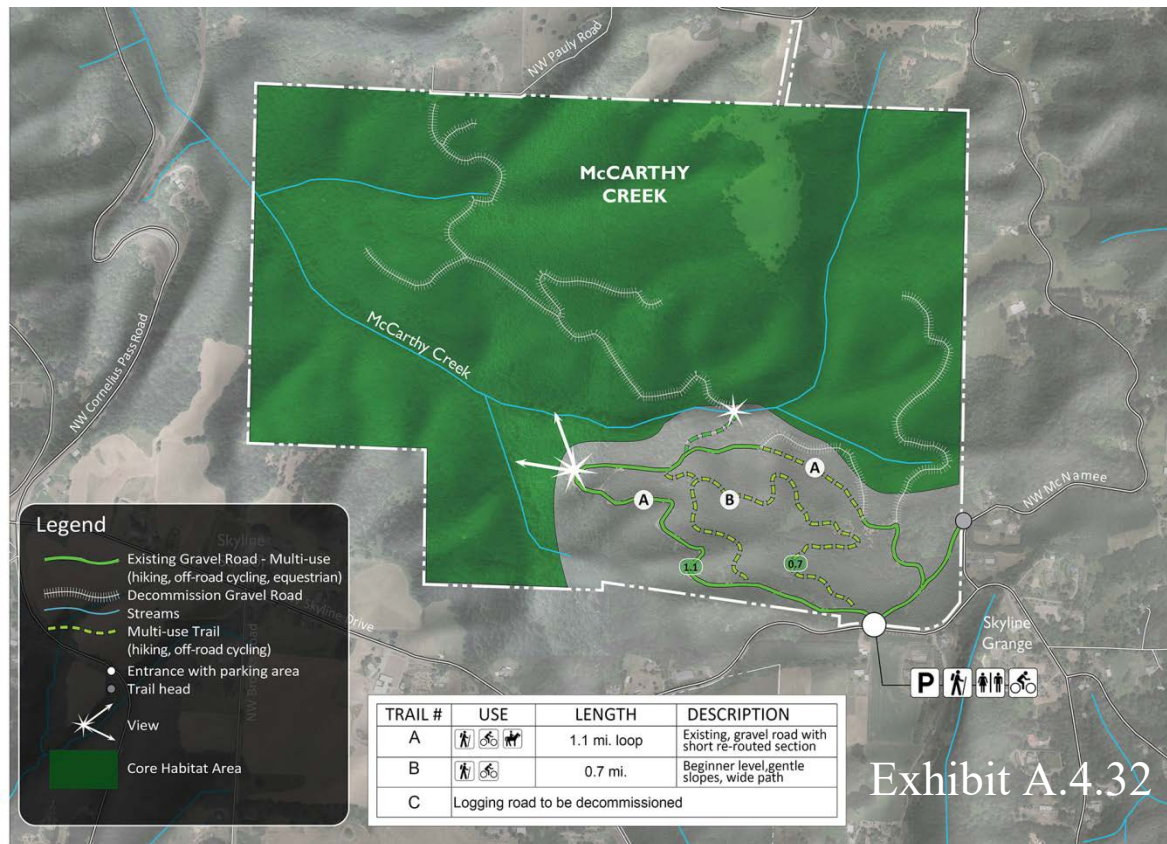 NW Pauly Road
McCARTHY
CREEK
NW Cornelius Pass Road
McCarthy Creek
NW McNamee
A
A
B
1.1
0.7
Skyline
Grange
P
Skyline
Skyline Drive
Legend
Existing Gravel Road - Multi-use
(hiking, off-road cycling, equestrian)
Decommission Gravel Road
Streams
Multi-use Trail
(hiking, off-road cycling)
Entrance with parking area
Trail head
View
Core Habitat Area
TRAIL # USE LENGTH DESCRIPTION
A 1.1 mi. loop Existing, gravel road with
short re-routed section
B 0.7 mi. Beginner level,gentle
slopes, wide path
C Logging road to be decommissioned
Exhibit A.4.32